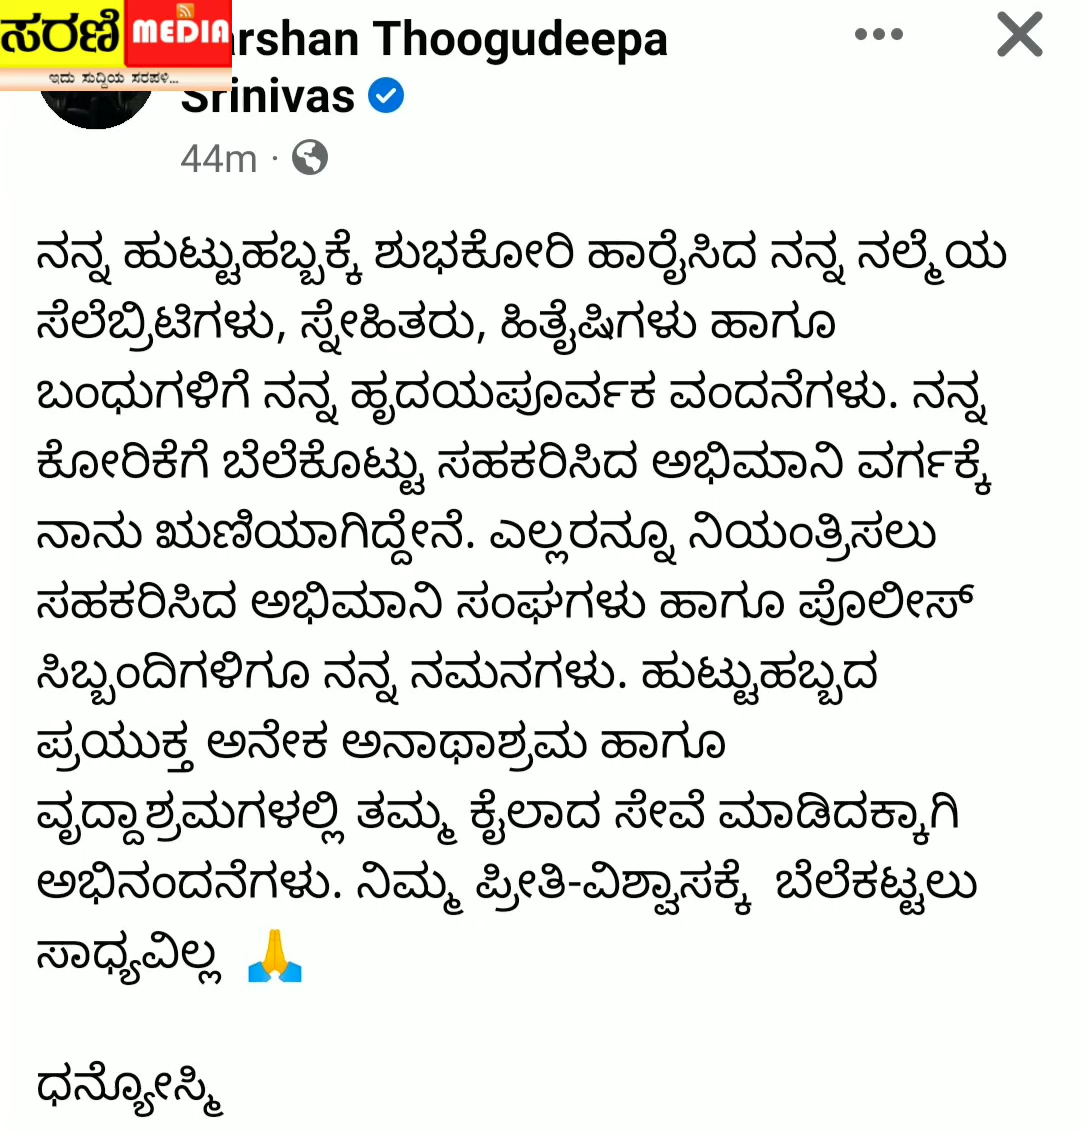 ಸರಣಿ MEDIA
ಇದು ಸುದ್ದಿಯ ಸರಪಳಿ...
arshan Thoogudeepa
Srinivas
44m ·
ನನ್ನ ಹುಟ್ಟುಹಬ್ಬಕ್ಕೆ ಶುಭಕೋರಿ ಹಾರೈಸಿದ ನನ್ನ ನಲ್ಮೆಯ
ಸೆಲೆಬ್ರಿಟಿಗಳು, ಸ್ನೇಹಿತರು, ಹಿತೈಷಿಗಳು ಹಾಗೂ
ಬಂಧುಗಳಿಗೆ ನನ್ನ ಹೃದಯಪೂರ್ವಕ ವಂದನೆಗಳು. ನನ್ನ
ಕೋರಿಕೆಗೆ ಬೆಲೆಕೊಟ್ಟು ಸಹಕರಿಸಿದ ಅಭಿಮಾನಿ ವರ್ಗಕ್ಕೆ
ನಾನು ಋಣಿಯಾಗಿದ್ದೇನೆ. ಎಲ್ಲರನ್ನೂ ನಿಯಂತ್ರಿಸಲು
ಸಹಕರಿಸಿದ ಅಭಿಮಾನಿ ಸಂಘಗಳು ಹಾಗೂ ಪೊಲೀಸ್
ಸಿಬ್ಬಂದಿಗಳಿಗೂ ನನ್ನ ನಮನಗಳು. ಹುಟ್ಟುಹಬ್ಬದ
ಪ್ರಯುಕ್ತ ಅನೇಕ ಅನಾಥಾಶ್ರಮ ಹಾಗೂ
ವೃದ್ದಾಶ್ರಮಗಳಲ್ಲಿ ತಮ್ಮ ಕೈಲಾದ ಸೇವೆ ಮಾಡಿದಕ್ಕಾಗಿ
ಅಭಿನಂದನೆಗಳು. ನಿಮ್ಮ ಪ್ರೀತಿ-ವಿಶ್ವಾಸಕ್ಕೆ ಬೆಲೆಕಟ್ಟಲು
ಸಾಧ್ಯವಿಲ್ಲ 🙏
ಧನ್ಯೋಸ್ಮಿ